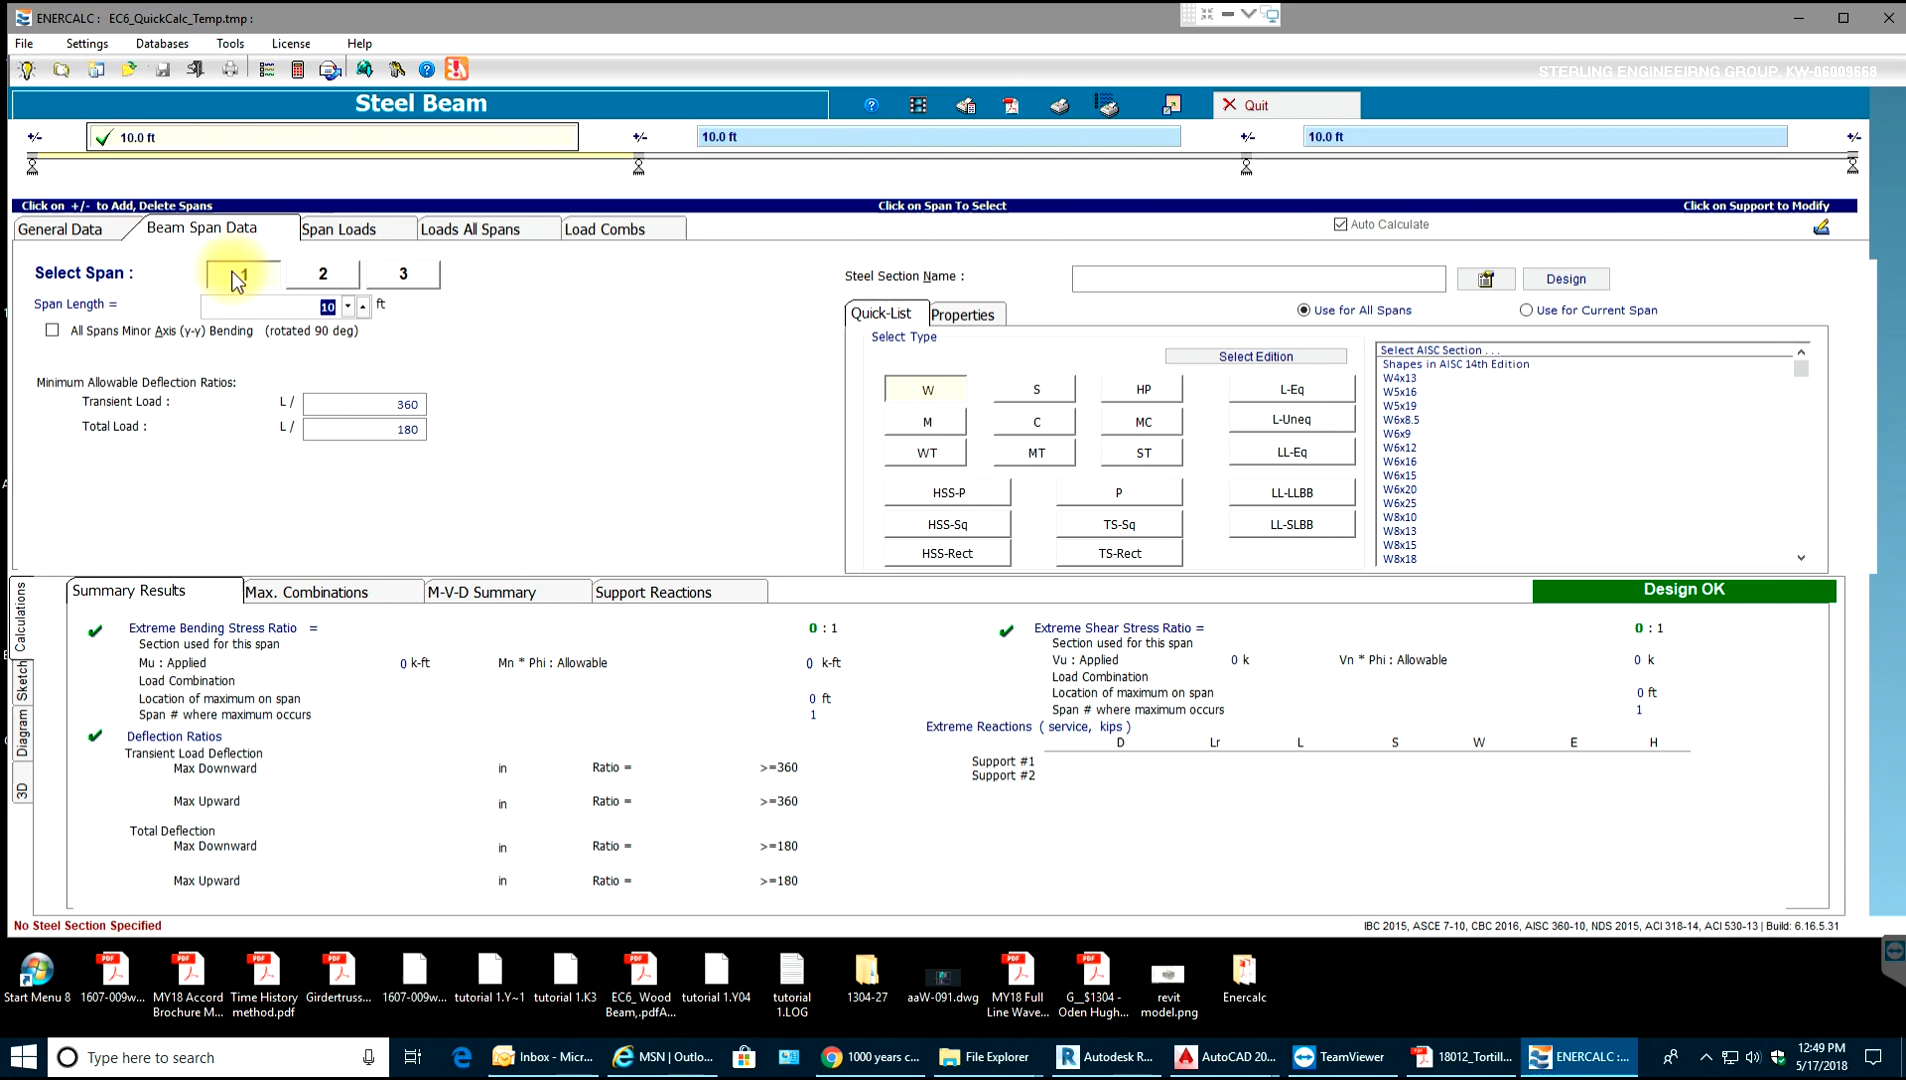 ENERCALC : EC6_QuickCalc_Temp.tmp :
File Settings Databases Tools License Help
STERLING ENGINEEIRNG GROUP, KW-06009668
Steel Beam
Quit
+/- 10.0 ft +/- 10.0 ft +/- 10.0 ft +/-
Click on +/- to Add, Delete Spans Click on Span To Select Click on Support to Modify
General Data Beam Span Data Span Loads Loads All Spans Load Combs Auto Calculate
Select Span : 1 2 3
Span Length = 10 ft
All Spans Minor Axis (y-y) Bending (rotated 90 deg)
Minimum Allowable Deflection Ratios:
Transient Load : L / 360
Total Load : L / 180
Steel Section Name : Design
Quick-List Properties Use for All Spans Use for Current Span
Select Type
Select Edition
W S HP L-Eq
M C MC L-Uneq
WT MT ST LL-Eq
HSS-P P LL-LLBB
HSS-Sq TS-Sq LL-SLBB
HSS-Rect TS-Rect
Select AISC Section . . .
Shapes in AISC 14th Edition
W4x13
W5x16
W5x19
W6x8.5
W6x9
W6x12
W6x16
W6x15
W6x20
W6x25
W8x10
W8x13
W8x15
W8x18
Calculations
Sketch
Diagram
3D
Summary Results Max. Combinations M-V-D Summary Support Reactions Design OK
Extreme Bending Stress Ratio = 0 : 1
Section used for this span
Mu : Applied 0 k-ft Mn * Phi : Allowable 0 k-ft
Load Combination
Location of maximum on span 0 ft
Span # where maximum occurs 1
Extreme Shear Stress Ratio = 0 : 1
Section used for this span
Vu : Applied 0 k Vn * Phi : Allowable 0 k
Load Combination
Location of maximum on span 0 ft
Span # where maximum occurs 1
Deflection Ratios
Transient Load Deflection
Max Downward in Ratio = >=360
Max Upward in Ratio = >=360
Total Deflection
Max Downward in Ratio = >=180
Max Upward in Ratio = >=180
Extreme Reactions ( service, kips )
D Lr L S W E H
Support #1
Support #2
No Steel Section Specified
IBC 2015, ASCE 7-10, CBC 2016, AISC 360-10, NDS 2015, ACI 318-14, ACI 530-13 | Build: 6.16.5.31
Start Menu 8 1607-009w... MY18 Accord Brochure M... Time History method.pdf Girdertruss... 1607-009w... tutorial 1.Y~1 tutorial 1.K3 EC6_ Wood Beam,.pdfA... tutorial 1.Y04 tutorial 1.LOG 1304-27 aaW-091.dwg MY18 Full Line Wave... G__$1304 - Oden Hugh... revit model.png Enercalc
Type here to search
Inbox - Micr... MSN | Outlo... 1000 years c... File Explorer Autodesk R... AutoCAD 20... TeamViewer 18012_Tortill... ENERCALC :...
12:49 PM
5/17/2018